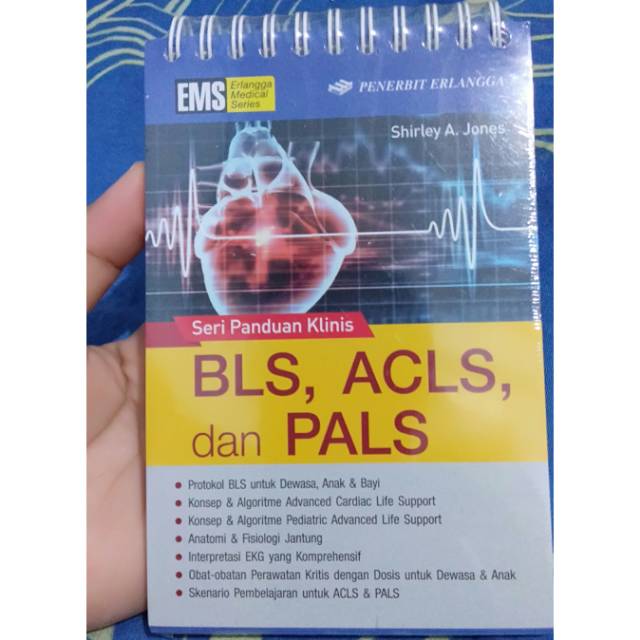 EMS
Erlangga
Medical
Series
PENERBIT ERLANGGA
Shirley A. Jones
Seri Panduan Klinis
BLS, ACLS,
dan PALS
Protokol BLS untuk Dewasa, Anak & Bayi
Konsep & Algoritme Advanced Cardiac Life Support
Konsep & Algoritme Pediatric Advanced Life Support
Anatomi & Fisiologi Jantung
Interpretasi EKG yang Komprehensif
Obat-obatan Perawatan Kritis dengan Dosis untuk Dewasa & Anak
Skenario Pembelajaran untuk ACLS & PALS